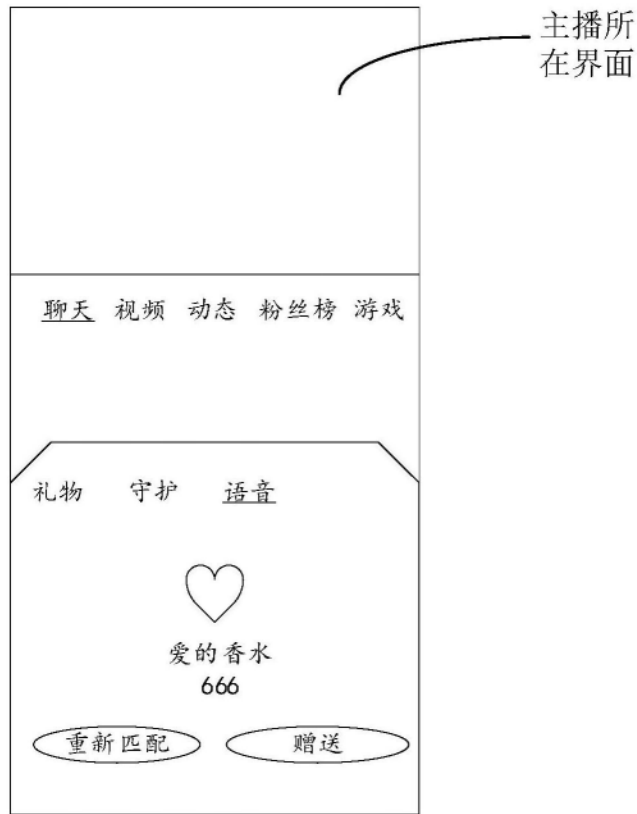 主播所
在界面
聊天 视频 动态 粉丝榜 游戏
礼物 守护 语音
爱的香水
666
重新匹配 赠送